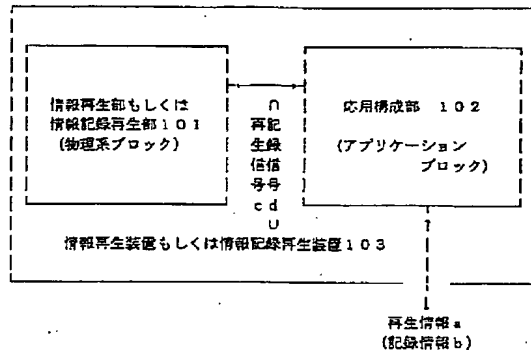 情報再生部もしくは
情報記録再生部101
(物理系ブロック)
再生信号c
(記録信号d)
応用構成部 102
(アプリケーション
ブロック)
情報再生装置もしくは情報記録再生装置103
再生情報a
(記録情報b)